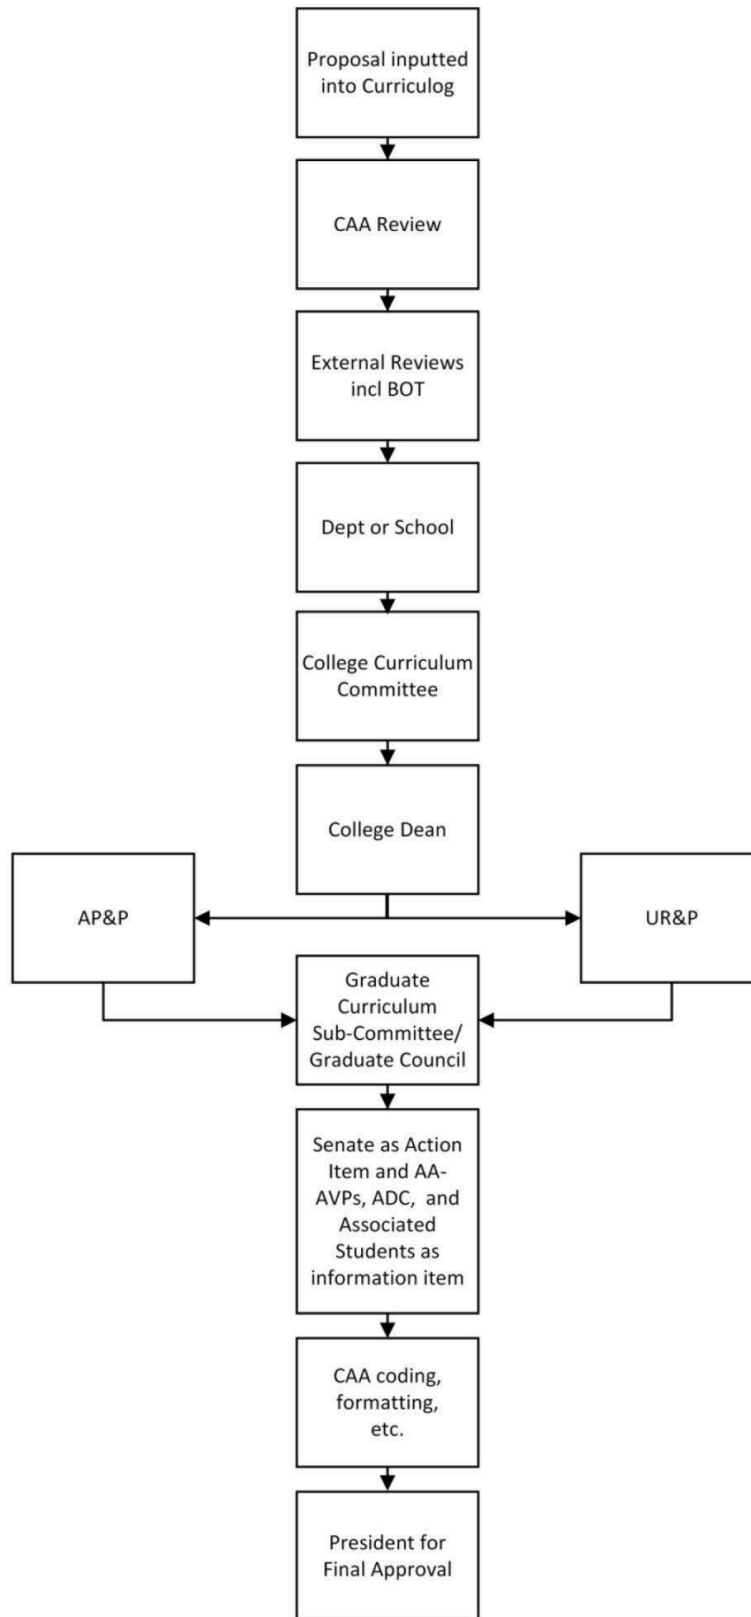 Proposal inputted
into Curriculog
CAA Review
External Reviews
incl BOT
Dept or School
College Curriculum
Committee
College Dean
AP&P
UR&P
Graduate
Curriculum
Sub-Committee/
Graduate Council
Senate as Action
Item and AA-
AVPs, ADC, and
Associated
Students as
information item
CAA coding,
formatting,
etc.
President for
Final Approval